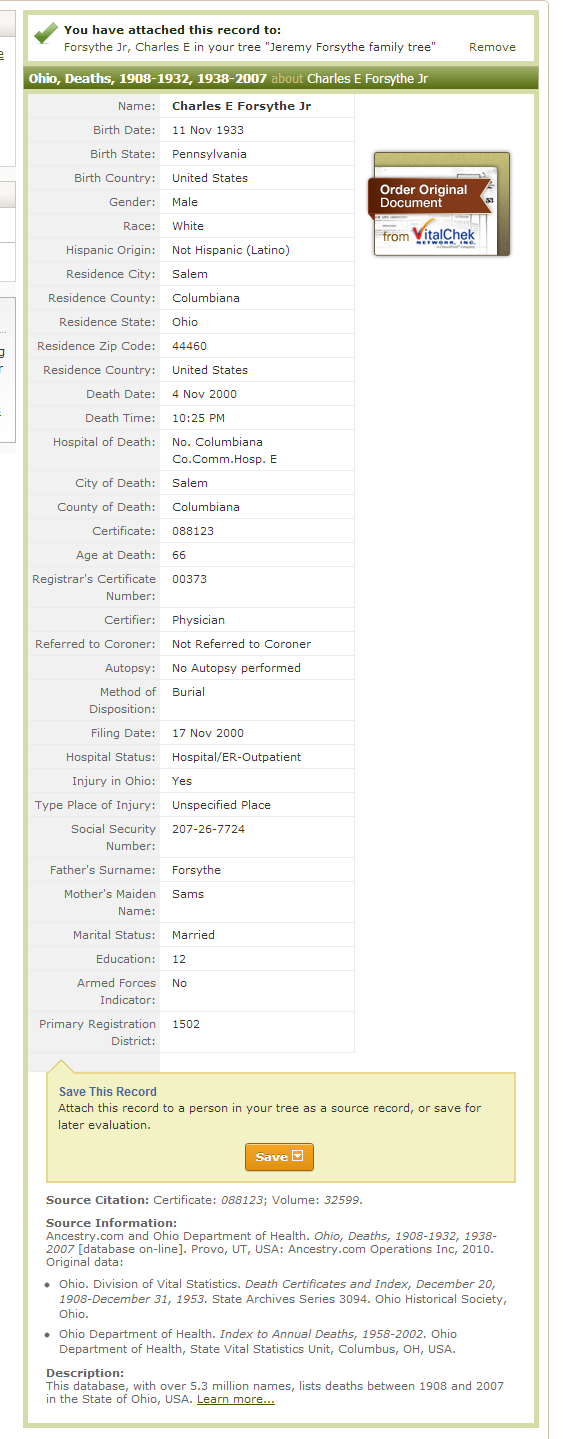 You have attached this record to:
Forsythe Jr, Charles E in your tree "Jeremy Forsythe family tree" Remove
Ohio, Deaths, 1908-1932, 1938-2007 about Charles E Forsythe Jr
Name: Charles E Forsythe Jr
Birth Date: 11 Nov 1933
Birth State: Pennsylvania
Birth Country: United States
Gender: Male
Race: White
Hispanic Origin: Not Hispanic (Latino)
Residence City: Salem
Residence County: Columbiana
Residence State: Ohio
Residence Zip Code: 44460
Residence Country: United States
Death Date: 4 Nov 2000
Death Time: 10:25 PM
Hospital of Death: No. Columbiana
Co.Comm.Hosp. E
City of Death: Salem
County of Death: Columbiana
Certificate: 088123
Age at Death: 66
Registrar's Certificate
Number: 00373
Certifier: Physician
Referred to Coroner: Not Referred to Coroner
Autopsy: No Autopsy performed
Method of
Disposition: Burial
Filing Date: 17 Nov 2000
Hospital Status: Hospital/ER-Outpatient
Injury in Ohio: Yes
Type Place of Injury: Unspecified Place
Social Security
Number: 207-26-7724
Father's Surname: Forsythe
Mother's Maiden
Name: Sams
Marital Status: Married
Education: 12
Armed Forces
Indicator: No
Primary Registration
District: 1502
Order Original
Document
from VitalChek
NETWORK, INC.
Save This Record
Attach this record to a person in your tree as a source record, or save for
later evaluation.
Save
Source Citation: Certificate: 088123; Volume: 32599.
Source Information:
Ancestry.com and Ohio Department of Health. Ohio, Deaths, 1908-1932, 1938-
2007 [database on-line]. Provo, UT, USA: Ancestry.com Operations Inc, 2010.
Original data:
Ohio. Division of Vital Statistics. Death Certificates and Index, December 20,
1908-December 31, 1953. State Archives Series 3094. Ohio Historical Society,
Ohio.
Ohio Department of Health. Index to Annual Deaths, 1958-2002. Ohio
Department of Health, State Vital Statistics Unit, Columbus, OH, USA.
Description:
This database, with over 5.3 million names, lists deaths between 1908 and 2007
in the State of Ohio, USA. Learn more...